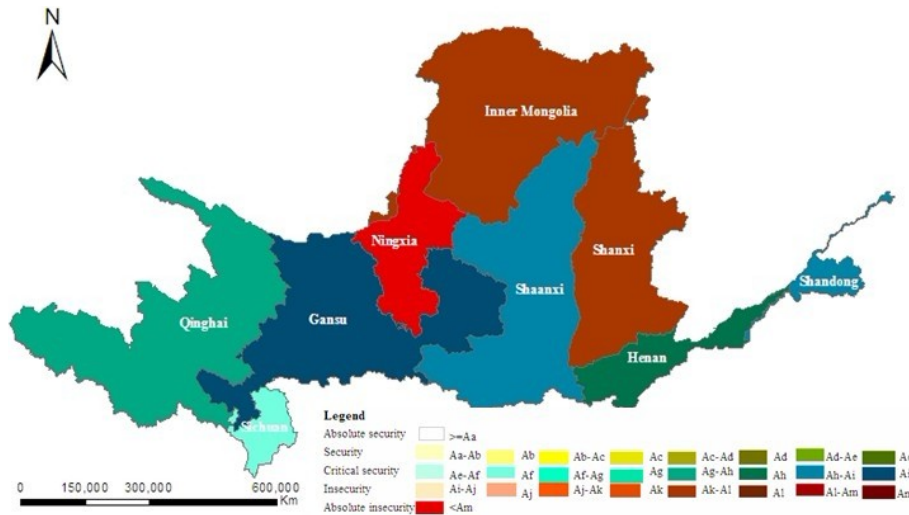 N
Inner Mongolia
Ningxia
Shanxi
Shaanxi
Shandong
Qinghai
Gansu
Henan
Sichuan
Legend
Absolute security >=Aa
Security Aa-Ab Ab Ab-Ac Ac Ac-Ad Ad Ad-Ae
Critical security Ae-Af Af Af-Ag Ag Ag-Ah Ah Ah-Ai
Insecurity Ai-Aj Aj Aj-Ak Ak Ak-Al Al Al-Am
Absolute insecurity <Am
0 150,000 300,000 600,000
Km